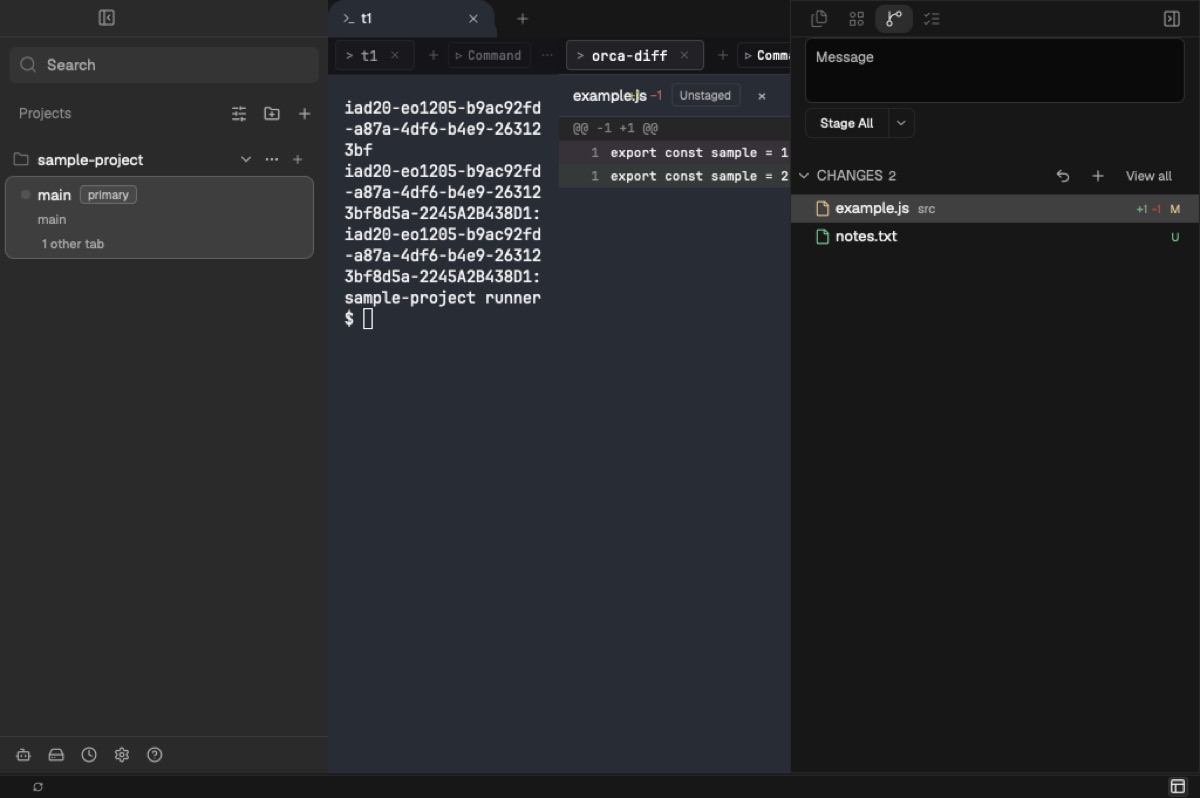 >_ t1
Search
Projects
sample-project
main primary
main
1 other tab
> t1
Command
> orca-diff
Comm
iad20-eo1205-b9ac92fd
-a87a-4df6-b4e9-26312
3bf
iad20-eo1205-b9ac92fd
-a87a-4df6-b4e9-26312
3bf8d5a-2245A2B438D1:
iad20-eo1205-b9ac92fd
-a87a-4df6-b4e9-26312
3bf8d5a-2245A2B438D1:
sample-project runner
$
example.js -1 Unstaged
@@ -1 +1 @@
1 export const sample = 1
1 export const sample = 2
Message
Stage All
CHANGES 2 View all
example.js src +1 -1 M
notes.txt U